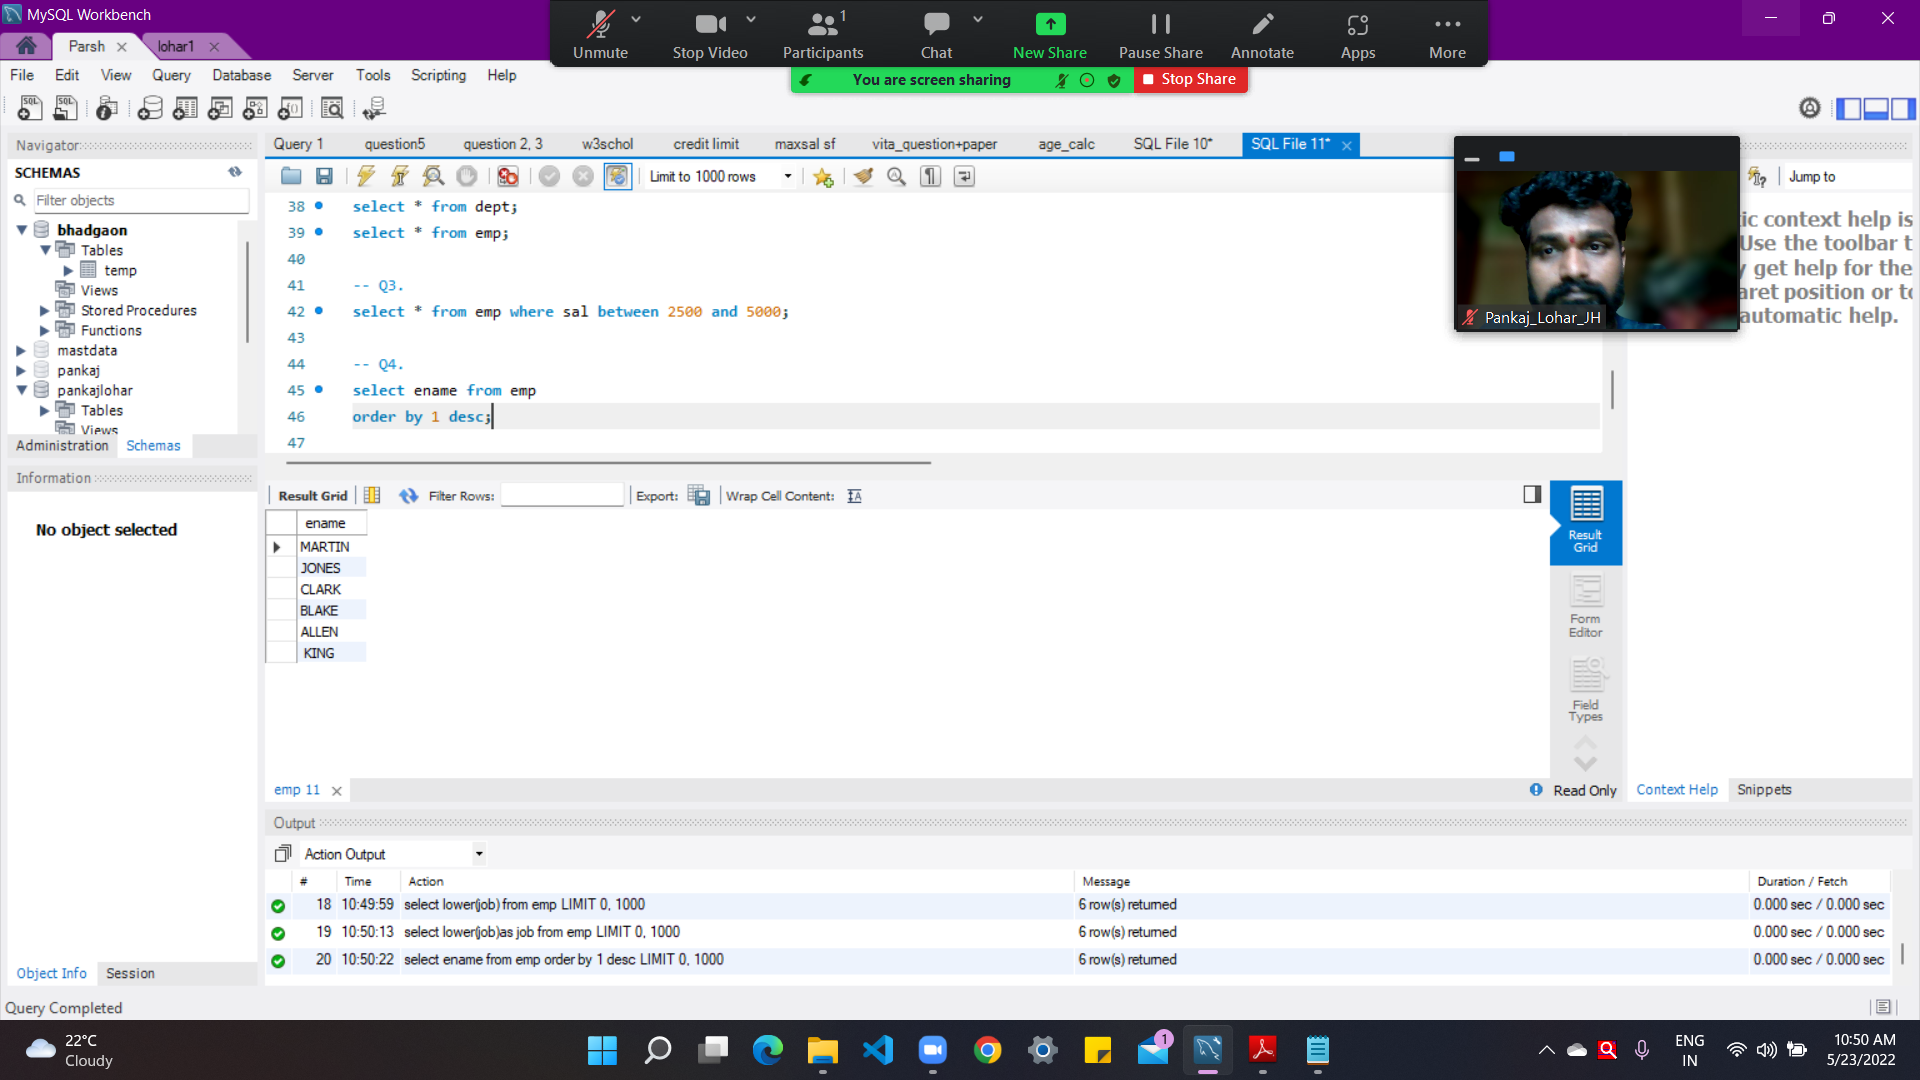 MySQL Workbench
Parsh
lohar1
Unmute
Stop Video
Participants
1
Chat
New Share
Pause Share
Annotate
Apps
More
You are screen sharing
Stop Share
File
Edit
View
Query
Database
Server
Tools
Scripting
Help
Navigator
SCHEMAS
Filter objects
bhadgaon
Tables
temp
Views
Stored Procedures
Functions
mastdata
pankaj
pankajlohar
Tables
Views
Administration
Schemas
Information
No object selected
Object Info
Session
Query Completed
Query 1
question5
question 2, 3
w3schol
credit limit
maxsal sf
vita_question+paper
age_calc
SQL File 10*
SQL File 11*
Limit to 1000 rows
38 select * from dept;
39 select * from emp;
40
41 -- Q3.
42 select * from emp where sal between 2500 and 5000;
43
44 -- Q4.
45 select ename from emp
46 order by 1 desc;
47
Result Grid
Filter Rows:
Export:
Wrap Cell Content:
ename
MARTIN
JONES
CLARK
BLAKE
ALLEN
KING
Result
Grid
Form
Editor
Field
Types
emp 11
Read Only
Pankaj_Lohar_JH
Jump to
context help is
Use the toolbar
get help for the
position or
automatic help.
Context Help
Snippets
Output
Action Output
# Time Action Message Duration / Fetch
18 10:49:59 select lower(job) from emp LIMIT 0, 1000 6 row(s) returned 0.000 sec / 0.000 sec
19 10:50:13 select lower(job)as job from emp LIMIT 0, 1000 6 row(s) returned 0.000 sec / 0.000 sec
20 10:50:22 select ename from emp order by 1 desc LIMIT 0, 1000 6 row(s) returned 0.000 sec / 0.000 sec
22°C
Cloudy
1
ENG
IN
10:50 AM
5/23/2022